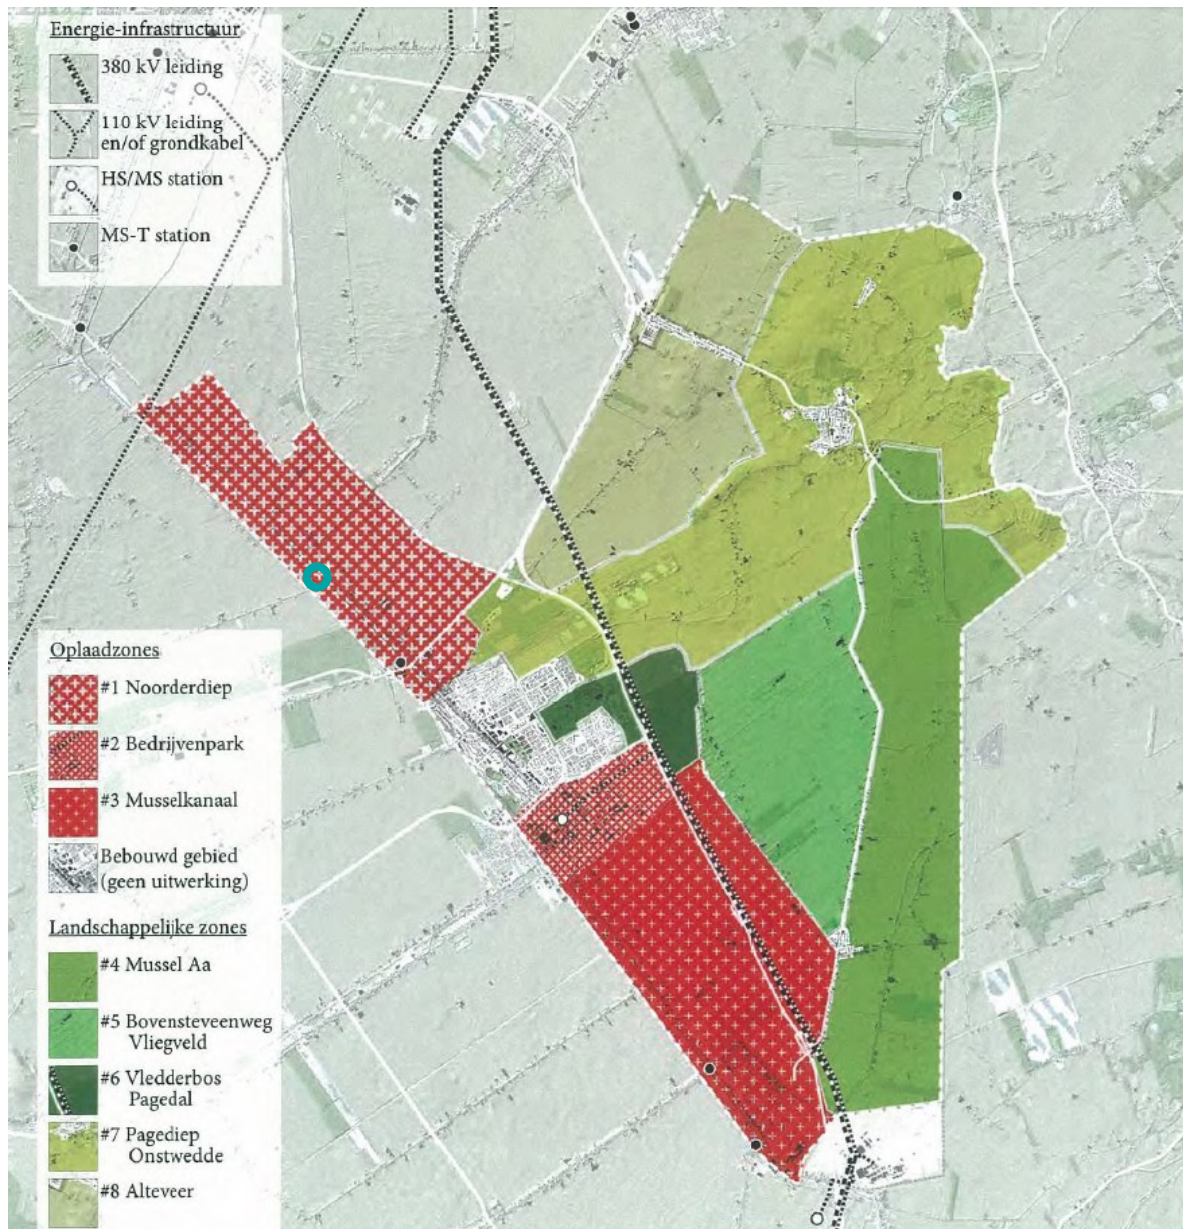 Energie-infrastructuur
380 kV leiding
110 kV leiding
en/of grondkabel
HS/MS station
MS-T station
Oplaadzones
#1 Noorderdiep
#2 Bedrijvenpark
#3 Musselkanaal
Bebouwd gebied
(geen uitwerking)
Landschappelijke zones
#4 Mussel Aa
#5 Bovensteveenweg
Vliegveld
#6 Vledderbos
Pagedal
#7 Pagediep
Onstwedde
#8 Alteveer